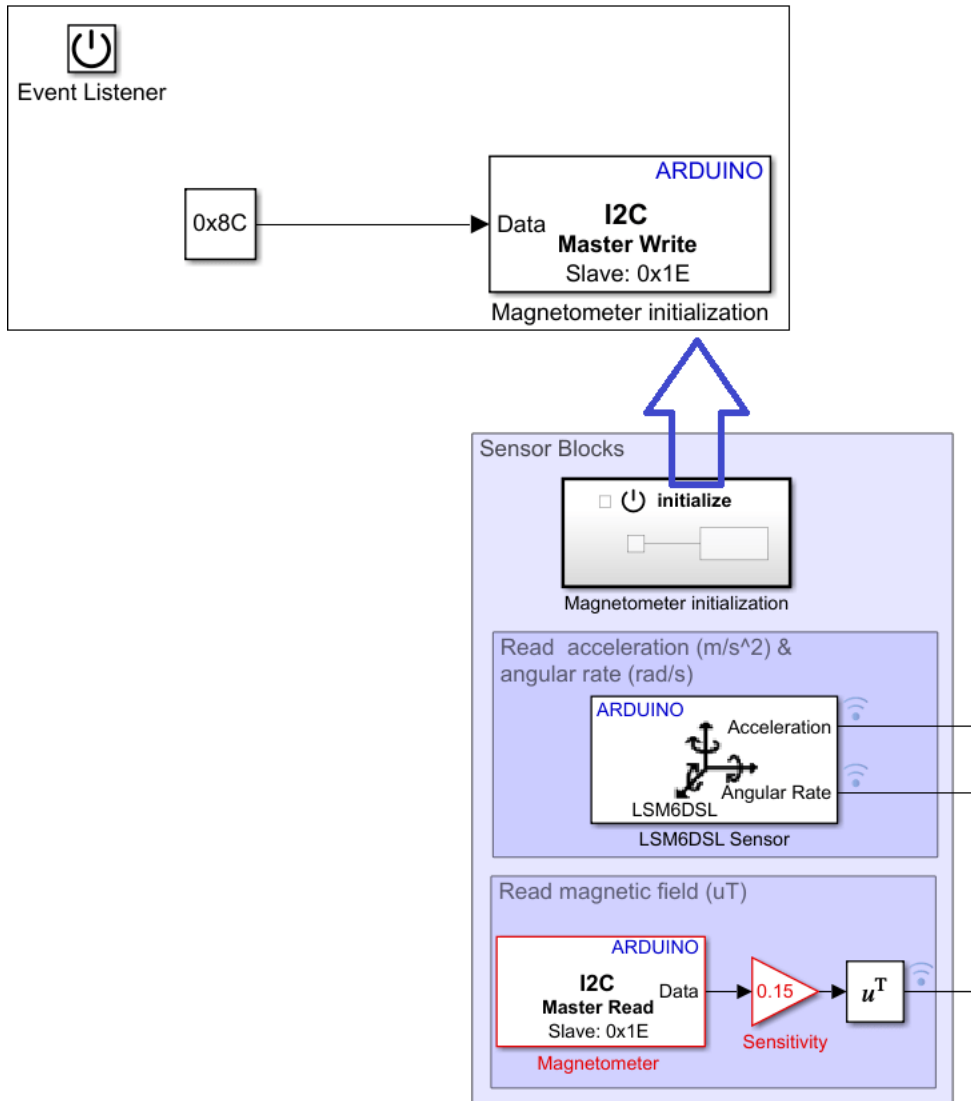 Event Listener
0x8C
ARDUINO
Data
I2C
Master Write
Slave: 0x1E
Magnetometer initialization
Sensor Blocks
initialize
Magnetometer initialization
Read  acceleration (m/s^2) &
angular rate (rad/s)
ARDUINO
Acceleration
Angular Rate
LSM6DSL
LSM6DSL Sensor
Read magnetic field (uT)
ARDUINO
I2C
Master Read
Slave: 0x1E
Data
Magnetometer
0.15
Sensitivity
uᵀ